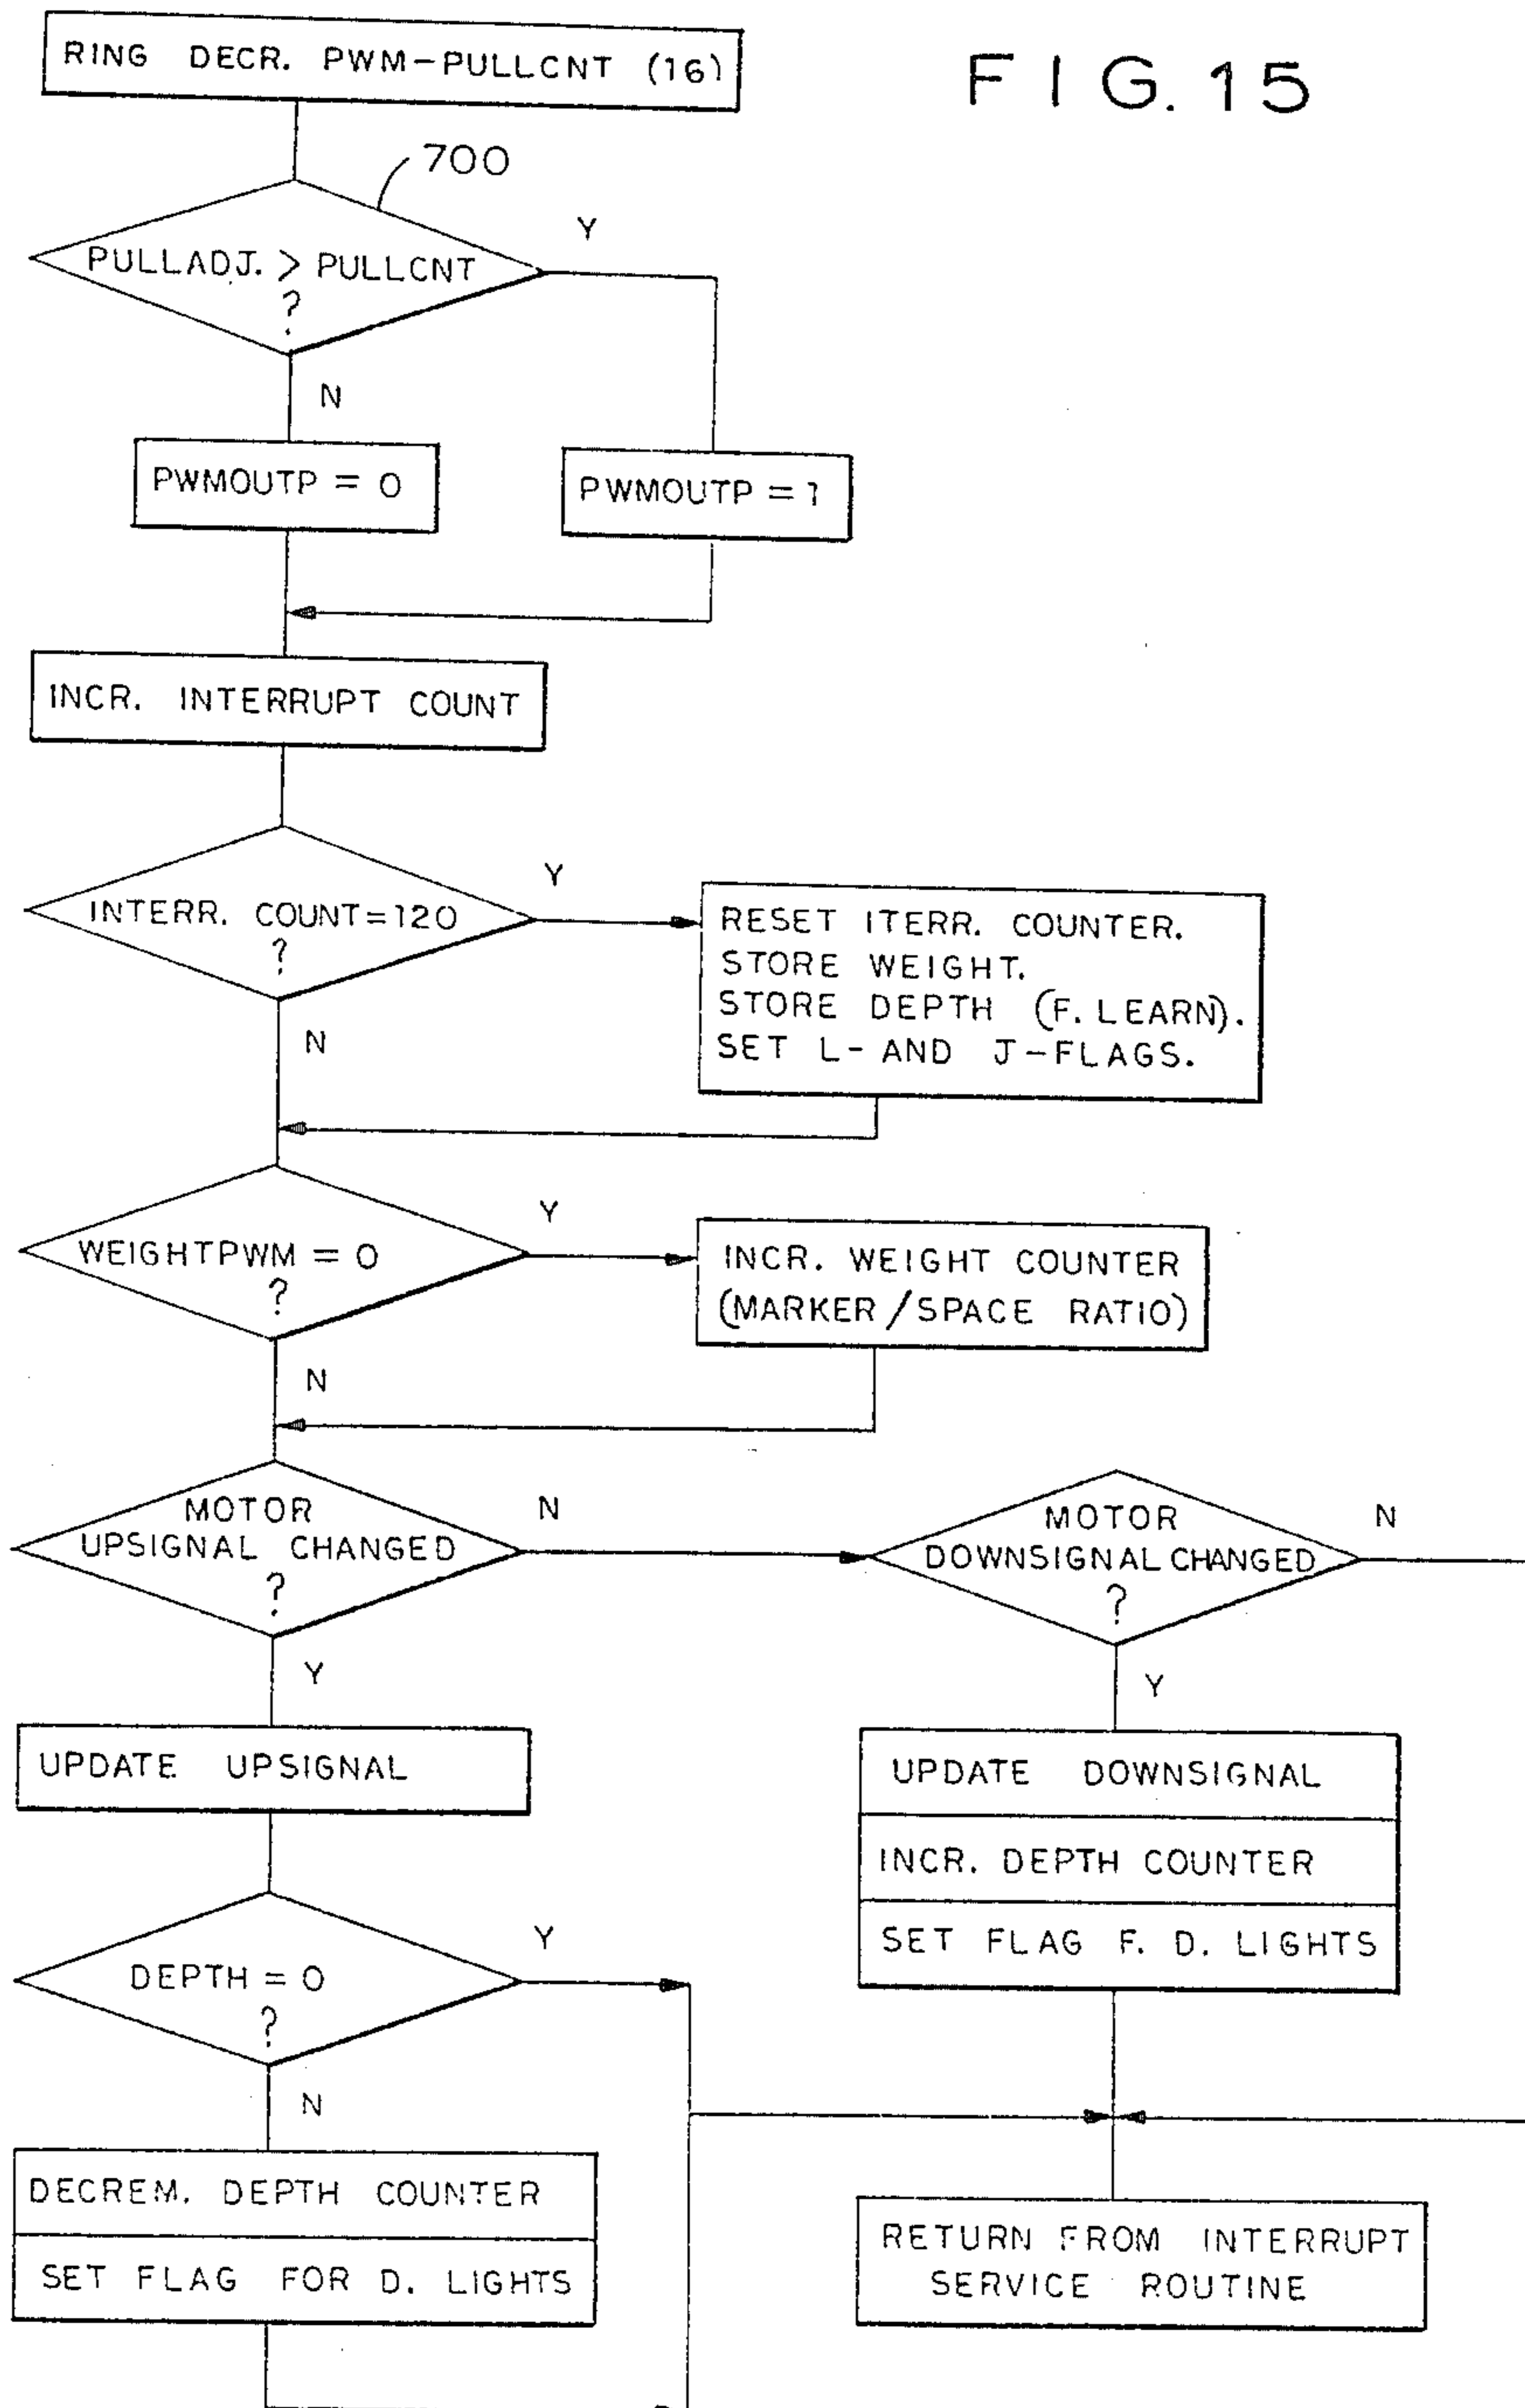 RING DECR. PWM-PULLCNT (16)
FIG. 15
700
PULLADJ. > PULLCNT
?
Y
N
PWMOUTP = 0
PWMOUTP = 1
INCR. INTERRUPT COUNT
INTERR. COUNT=120
?
Y
N
RESET ITERR. COUNTER.
STORE WEIGHT.
STORE DEPTH (F. LEARN).
SET L- AND J-FLAGS.
WEIGHTPWM = 0
?
Y
N
INCR. WEIGHT COUNTER
(MARKER/SPACE RATIO)
MOTOR
UPSIGNAL CHANGED
?
N
Y
MOTOR
DOWNSIGNAL CHANGED
?
N
Y
UPDATE UPSIGNAL
UPDATE DOWNSIGNAL
INCR. DEPTH COUNTER
SET FLAG F. D. LIGHTS
DEPTH = 0
?
Y
N
DECREM. DEPTH COUNTER
SET FLAG FOR D. LIGHTS
RETURN FROM INTERRUPT
SERVICE ROUTINE